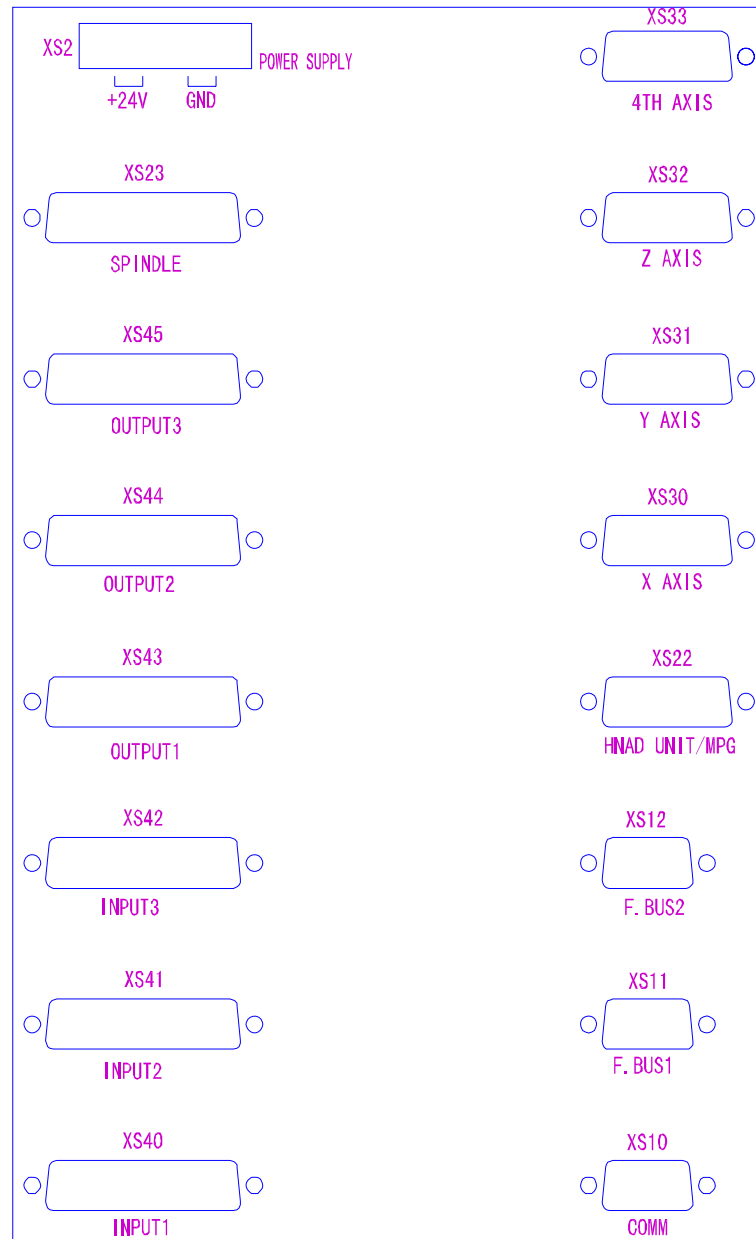 XS2
POWER SUPPLY
+24V
GND
XS23
SPINDLE
XS45
OUTPUT3
XS44
OUTPUT2
XS43
OUTPUT1
XS42
INPUT3
XS41
INPUT2
XS40
INPUT1
XS33
4TH AXIS
XS32
Z AXIS
XS31
Y AXIS
XS30
X AXIS
XS22
HNAD UNIT/MPG
XS12
F.BUS2
XS11
F.BUS1
XS10
COMM